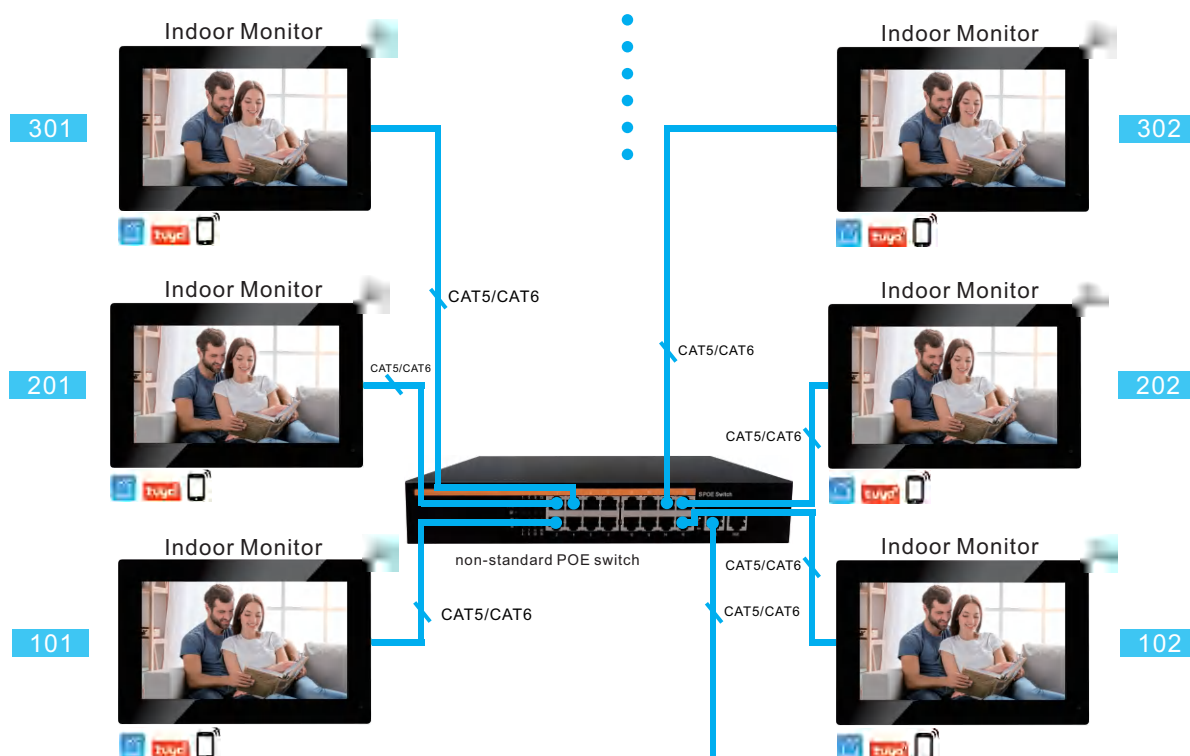 Indoor Monitor
Indoor Monitor
301
302
tuya
tuya
CAT5/CAT6
CAT5/CAT6
Indoor Monitor
Indoor Monitor
CAT5/CAT6
201
202
CAT5/CAT6
tuya
tuya
POE Switch
non-standard POE switch
Indoor Monitor
Indoor Monitor
CAT5/CAT6
CAT5/CAT6
CAT5/CAT6
101
102
tuya
tuya